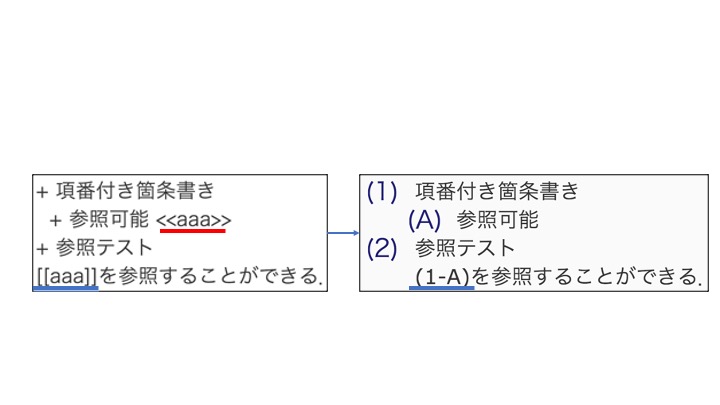 + 項番付き箇条書き
+ 参照可能 <<aaa>>
+ 参照テスト
[[aaa]]を参照することができる.
(1) 項番付き箇条書き
(A) 参照可能
(2) 参照テスト
(1-A)を参照することができる.